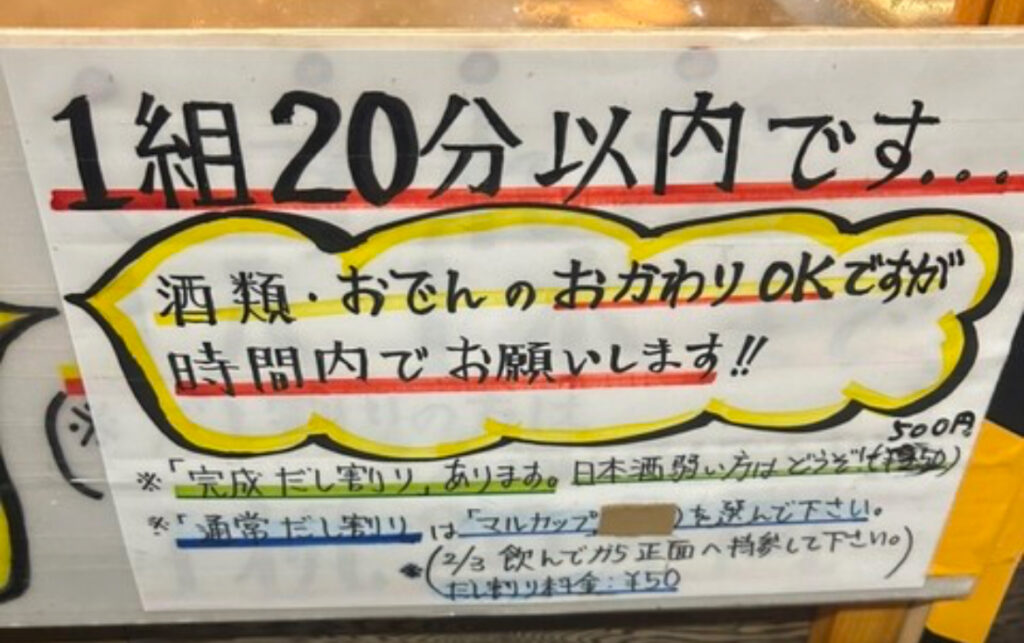 1組20分以内です...
酒類・おでんのおかわりOKですが
時間内でお願いします!!
500円
※「完成だし割り」あります。日本酒弱い方はどうぞ
※「通常だし割り」は「マルカップ )を選んで下さい。
※(2/3飲んでから正面へ持参して下さい。)
だし割り料金:¥50